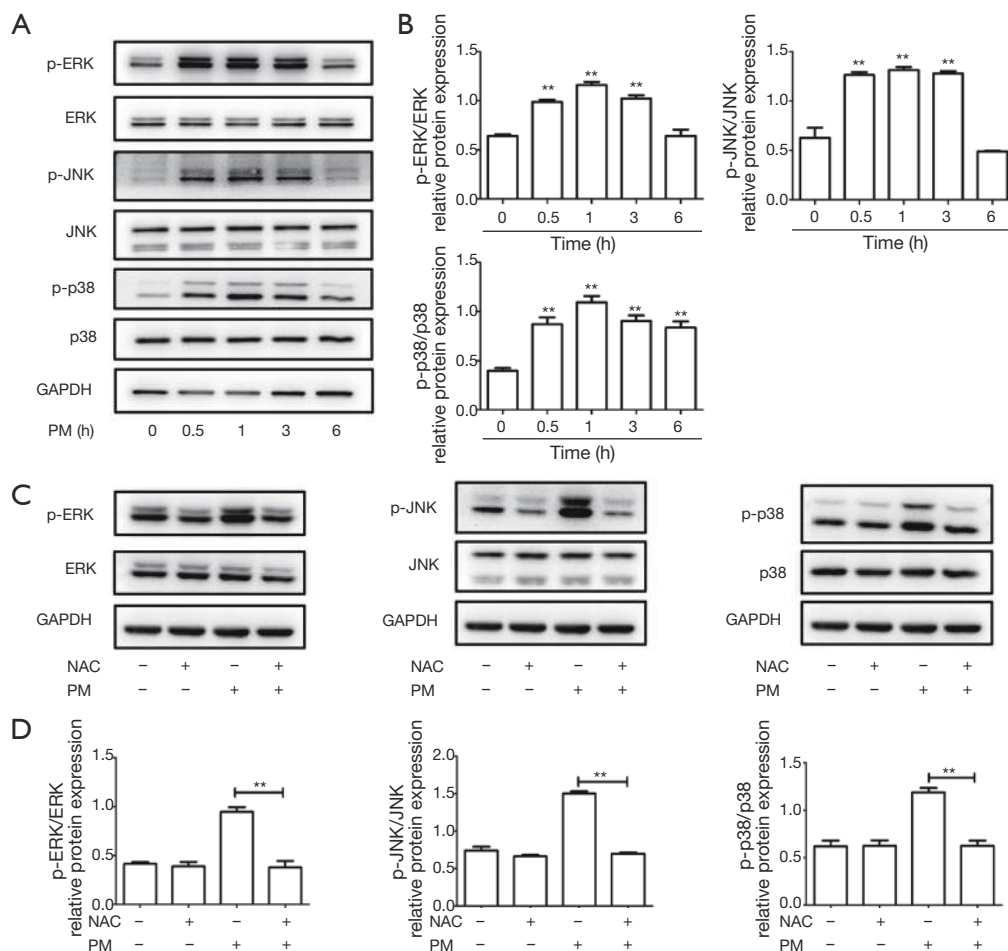 A
p-ERK
ERK
p-JNK
JNK
p-p38
p38
GAPDH
PM (h) 0 0.5 1 3 6
B
p-ERK/ERK
relative protein expression
1.5
1.0
0.5
0.0
** ** **
0 0.5 1 3 6
Time (h)
p-JNK/JNK
relative protein expression
1.5
1.0
0.5
0.0
** ** **
0 0.5 1 3 6
Time (h)
p-p38/p38
relative protein expression
1.5
1.0
0.5
0.0
** ** ** **
0 0.5 1 3 6
Time (h)
C
p-ERK
ERK
GAPDH
NAC – + – +
PM – – + +
p-JNK
JNK
GAPDH
NAC – + – +
PM – – + +
p-p38
p38
GAPDH
NAC – + – +
PM – – + +
D
p-ERK/ERK
relative protein expression
1.5
1.0
0.5
0.0
**
NAC – + – +
PM – – + +
p-JNK/JNK
relative protein expression
2.0
1.5
1.0
0.5
0.0
**
NAC – + – +
PM – – + +
p-p38/p38
relative protein expression
1.5
1.0
0.5
0.0
**
NAC – + – +
PM – – + +